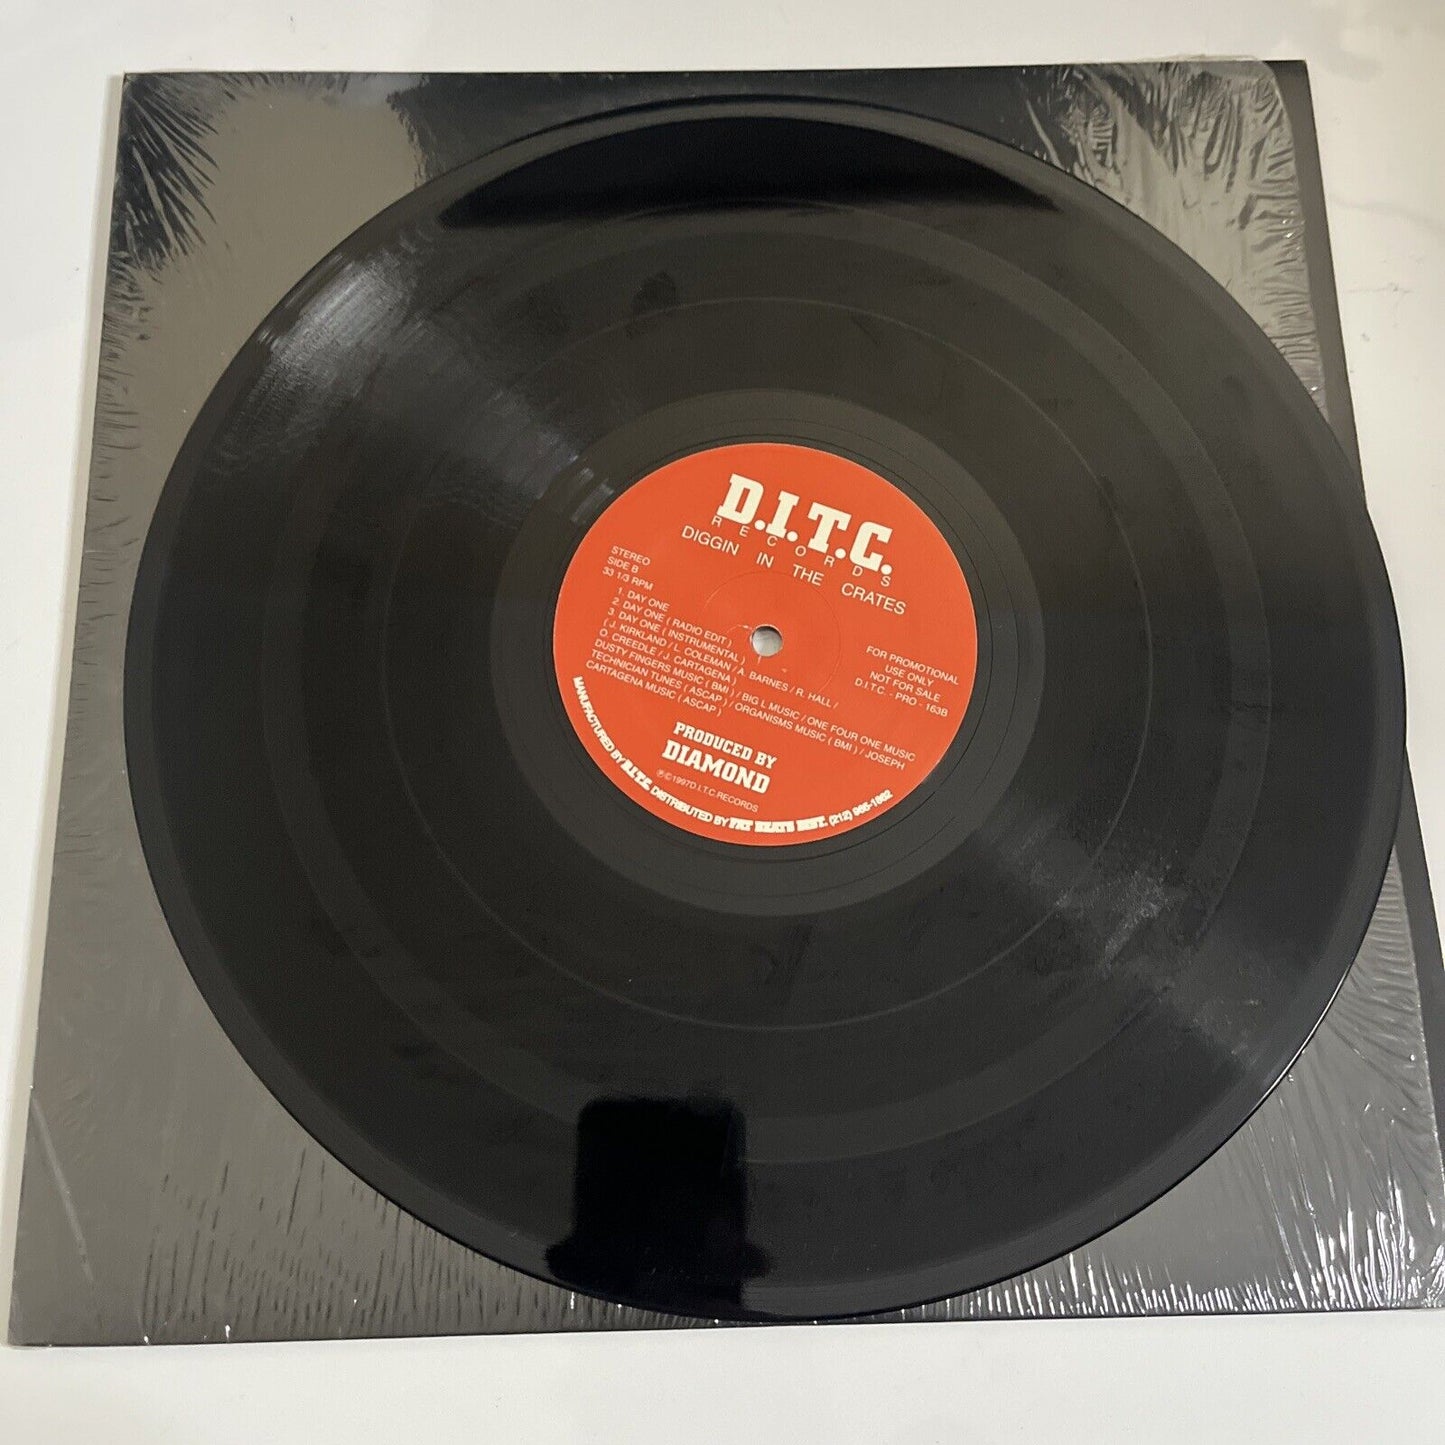 D.I.T.C.
RECORDS
DIGGIN IN THE CRATES
STEREO
SIDE B
33 1/3 RPM
1. DAY ONE
2. DAY ONE ( RADIO EDIT )
3. DAY ONE ( INSTRUMENTAL )
( J. KIRKLAND / L. COLEMAN / A. BARNES / R. HALL /
O. CREEDLE / J. CARTAGENA )
DUSTY FINGERS MUSIC ( BMI ) / BIG L MUSIC / ONE FOUR ONE MUSIC
TECHNICIAN TUNES ( ASCAP ) / ORGANISMS MUSIC ( BMI ) / JOSEPH
CARTAGENA MUSIC ( ASCAP )
FOR PROMOTIONAL
USE ONLY
NOT FOR SALE
D.I.T.C. - PRO - 163B
PRODUCED BY
DIAMOND
℗©1997D.I.T.C.RECORDS
MANUFACTURED BY D.I.T.C. DISTRIBUTED BY FAT BEATS DIST. (212) 966-1862